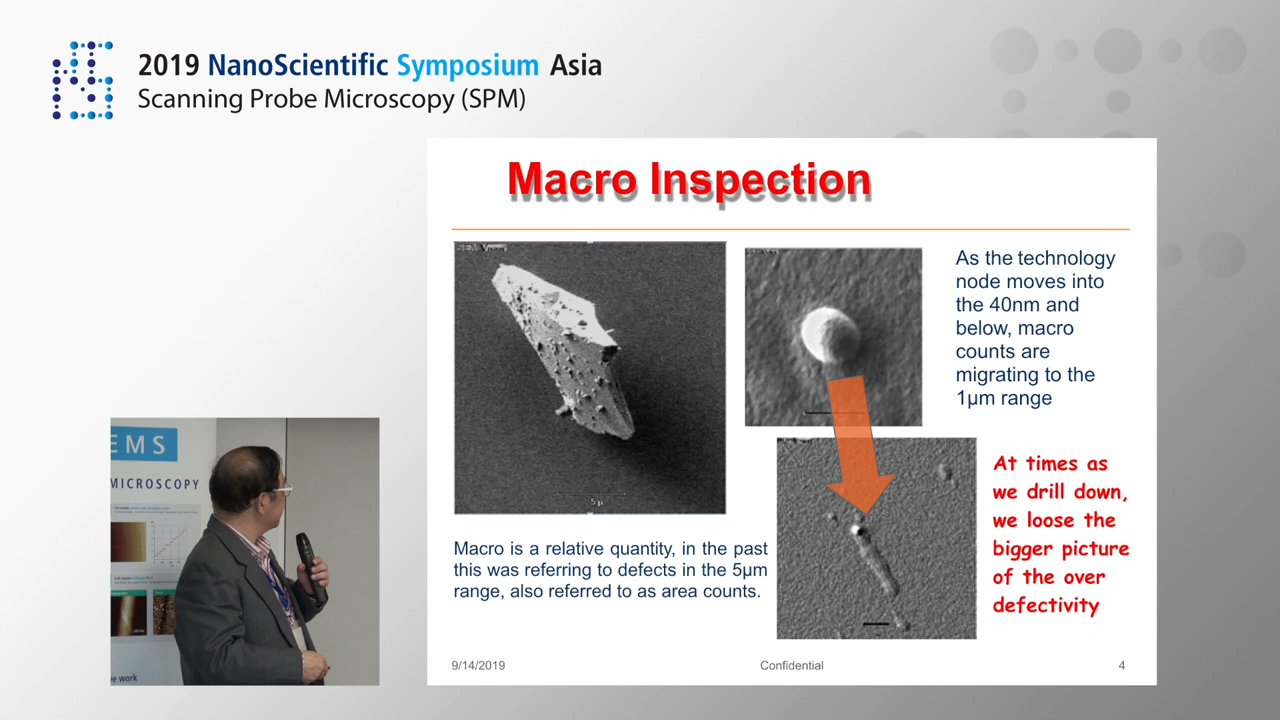 2019 NanoScientific Symposium Asia
Scanning Probe Microscopy (SPM)
Macro Inspection
As the technology
node moves into
the 40nm and
below, macro
counts are
migrating to the
1µm range
5 µ
At times as
we drill down,
we loose the
bigger picture
of the over
defectivity
Macro is a relative quantity, in the past
this was referring to defects in the 5µm
range, also referred to as area counts.
9/14/2019
Confidential
4
EMS
MICROSCOPY
ve work